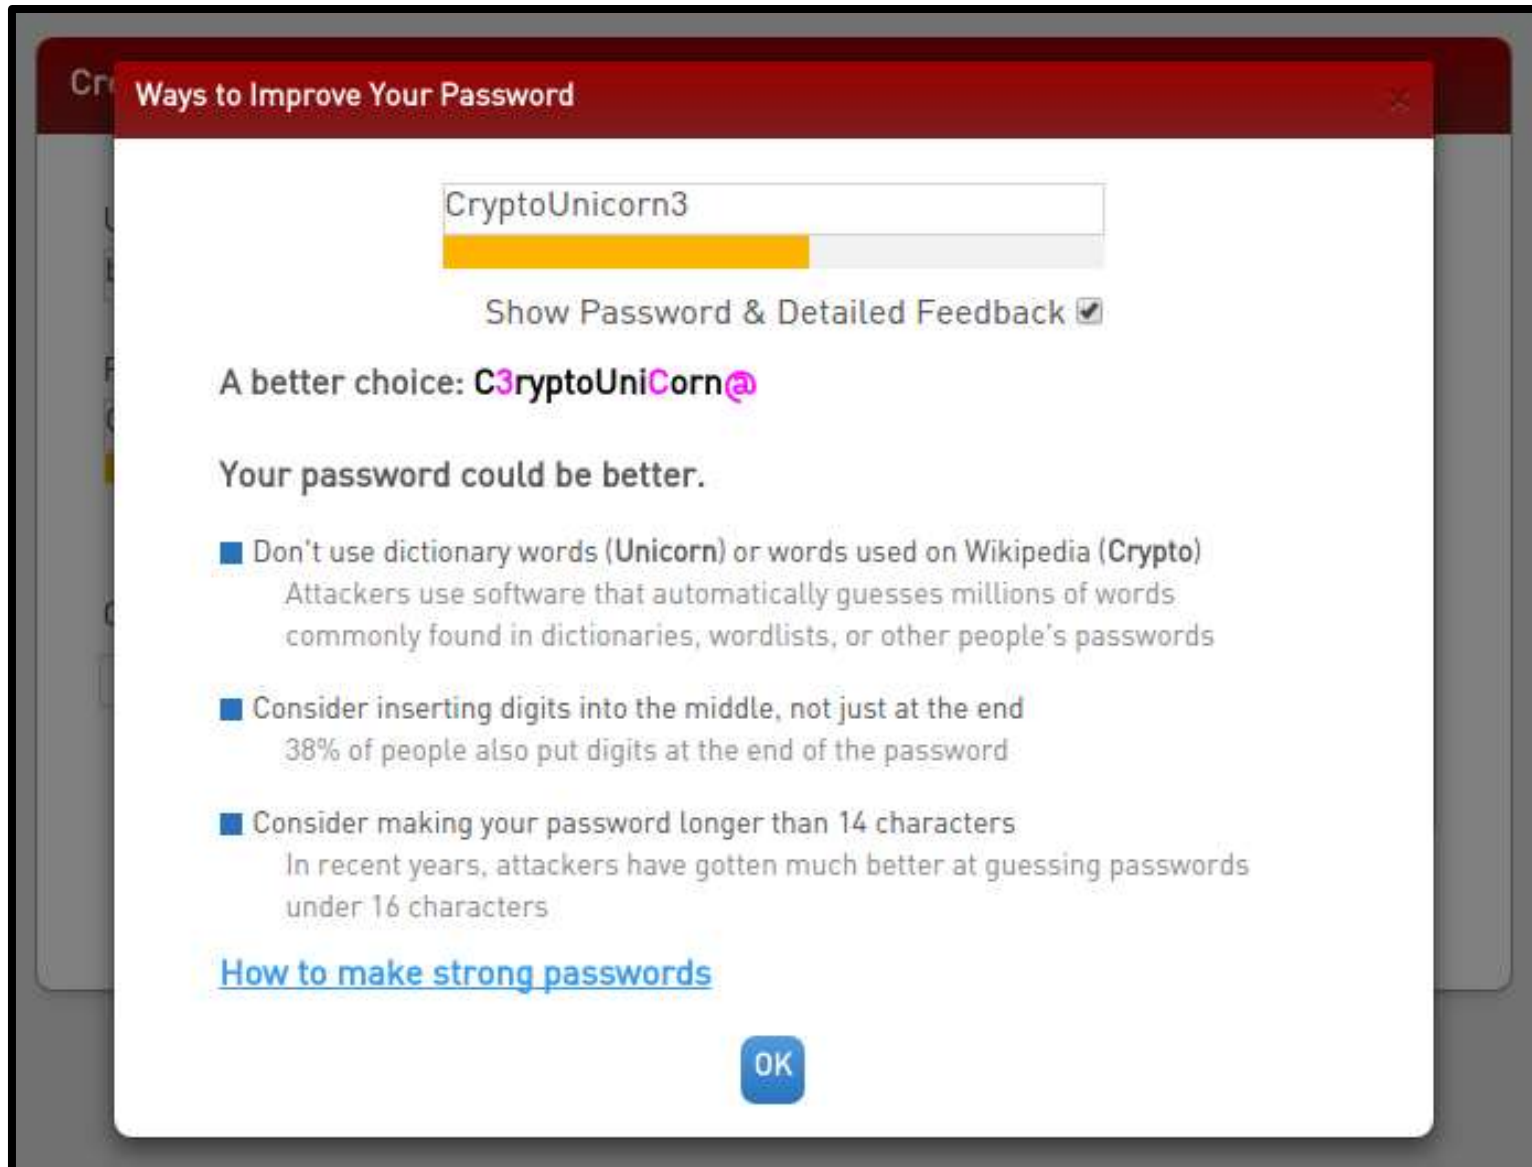 Cr
Ways to Improve Your Password
×
CryptoUnicorn3
Show Password & Detailed Feedback
A better choice: C3ryptoUniCorn@
Your password could be better.
Don't use dictionary words (Unicorn) or words used on Wikipedia (Crypto)
Attackers use software that automatically guesses millions of words
commonly found in dictionaries, wordlists, or other people's passwords
Consider inserting digits into the middle, not just at the end
38% of people also put digits at the end of the password
Consider making your password longer than 14 characters
In recent years, attackers have gotten much better at guessing passwords
under 16 characters
How to make strong passwords
OK